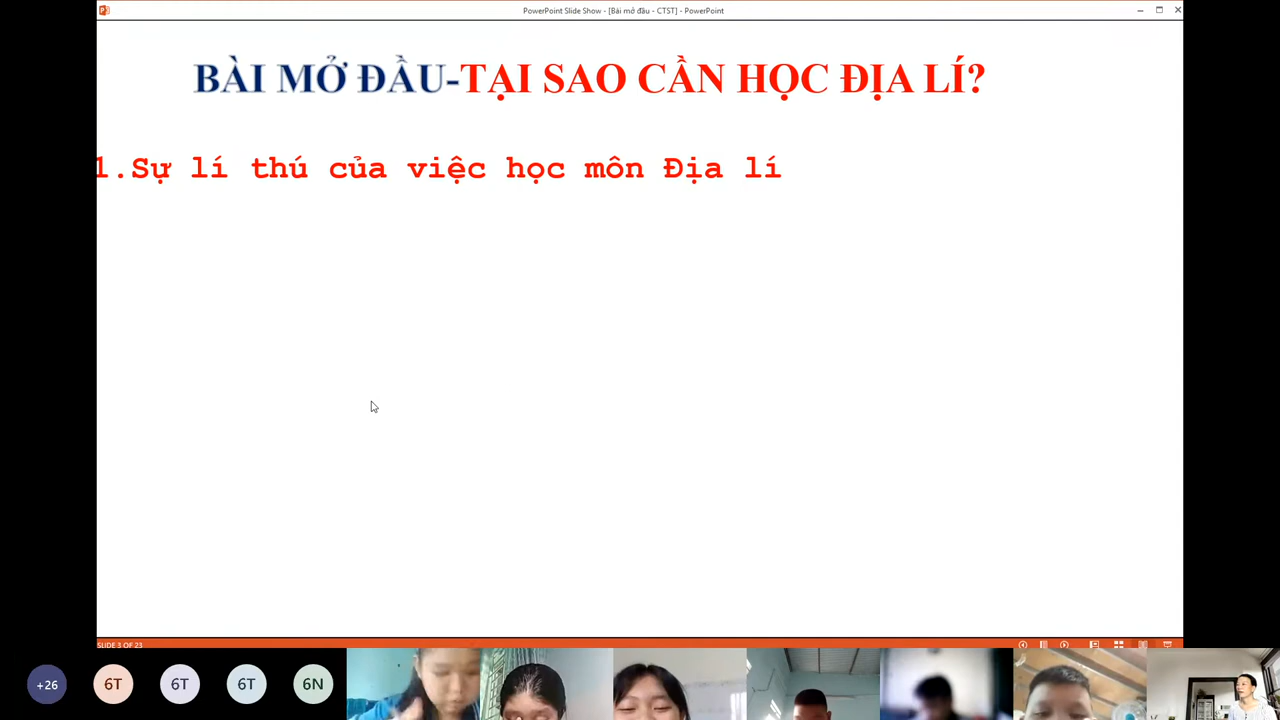 PowerPoint Slide Show - [Bài mở đầu - CTST] - PowerPoint
BÀI MỞ ĐẦU-TẠI SAO CẦN HỌC ĐỊA LÍ?
1.Sự lí thú của việc học môn Địa lí
SLIDE 3 OF 23
+26
6T
6T
6T
6N